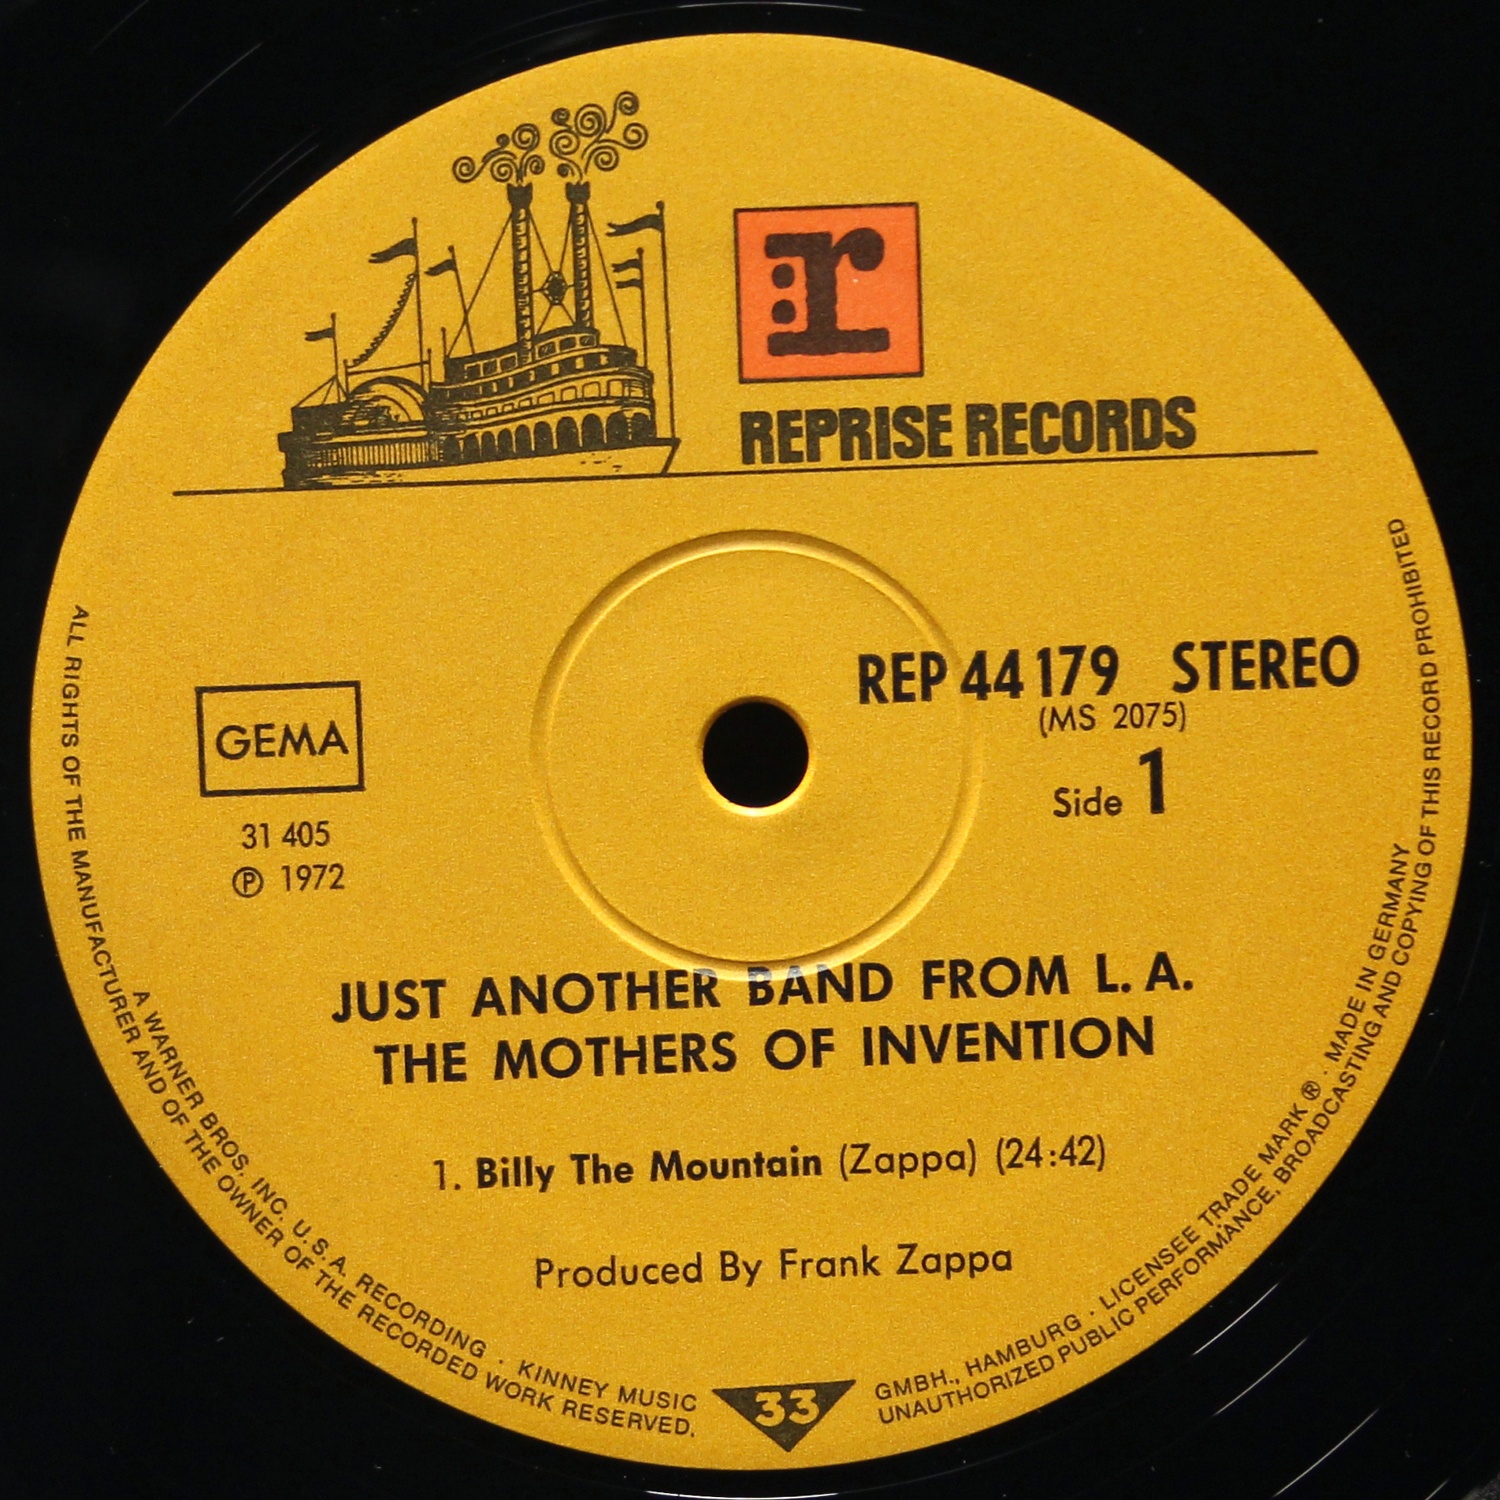 r
REPRISE RECORDS
REP 44 179 STEREO
(MS 2075)
Side 1
GEMA
31 405
℗ 1972
JUST ANOTHER BAND FROM L. A.
THE MOTHERS OF INVENTION
1. Billy The Mountain (Zappa) (24:42)
Produced By Frank Zappa
33
ALL RIGHTS OF THE MANUFACTURER AND OF THE OWNER OF THE RECORDED WORK RESERVED. UNAUTHORIZED PUBLIC PERFORMANCE, BROADCASTING AND COPYING OF THIS RECORD PROHIBITED
A WARNER BROS. INC. U.S.A. RECORDING · KINNEY MUSIC GMBH., HAMBURG · LICENSEE TRADE MARK ® · MADE IN GERMANY